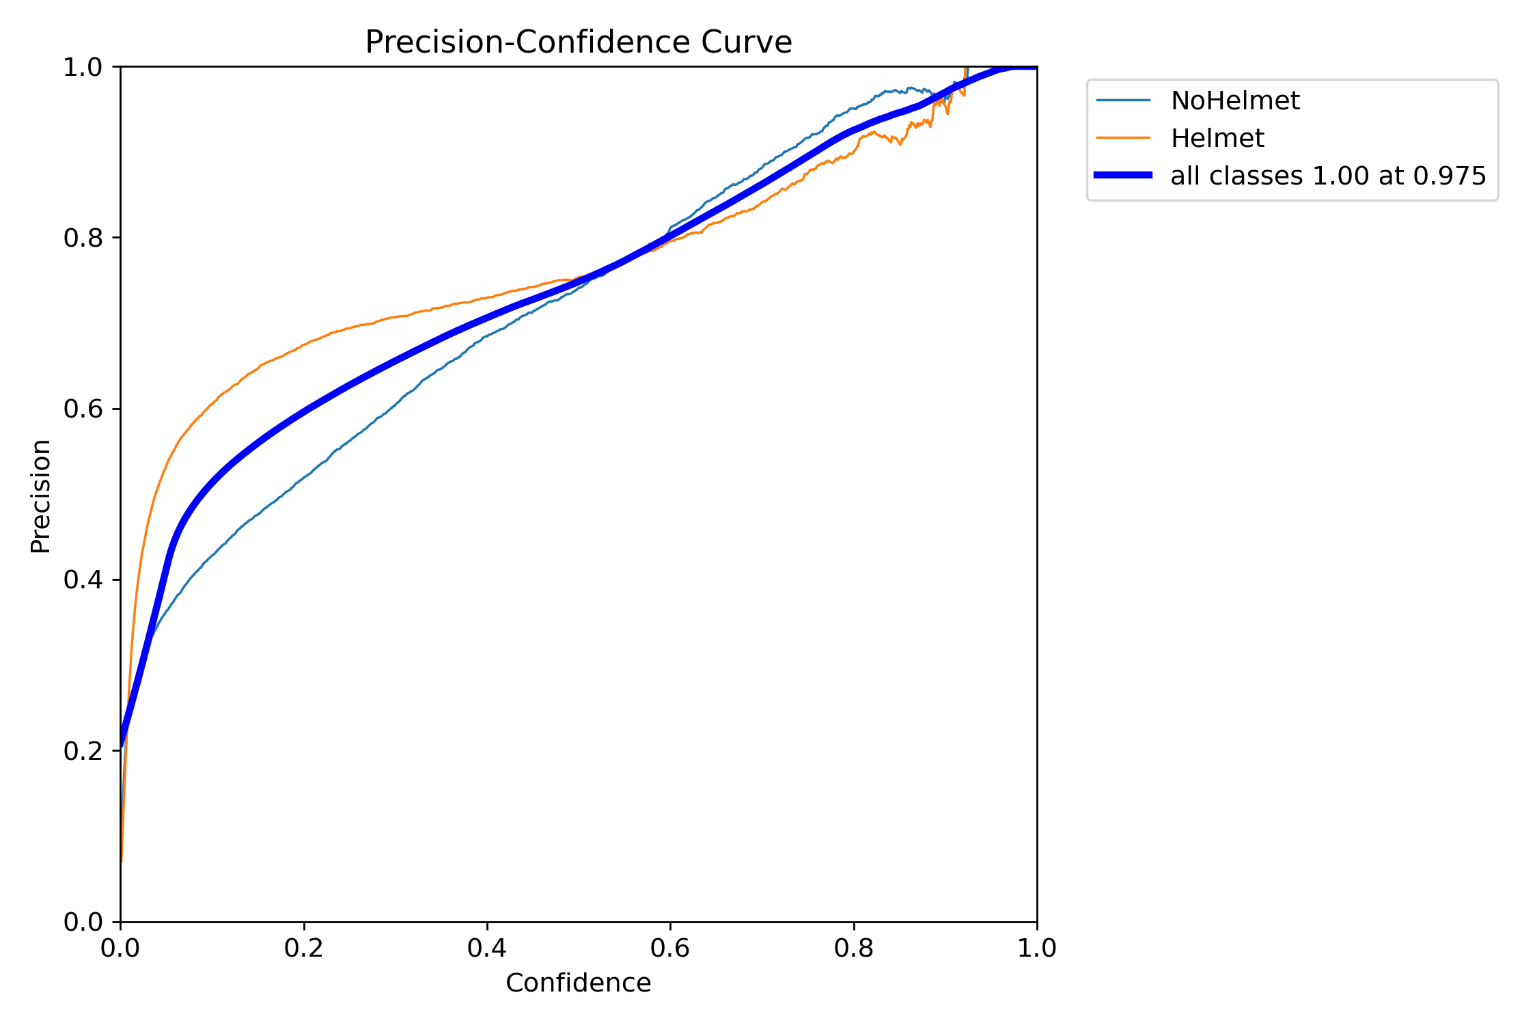 Precision-Confidence Curve
NoHelmet
Helmet
all classes 1.00 at 0.975
Precision
1.0
0.8
0.6
0.4
0.2
0.0
0.0 0.2 0.4 0.6 0.8 1.0
Confidence